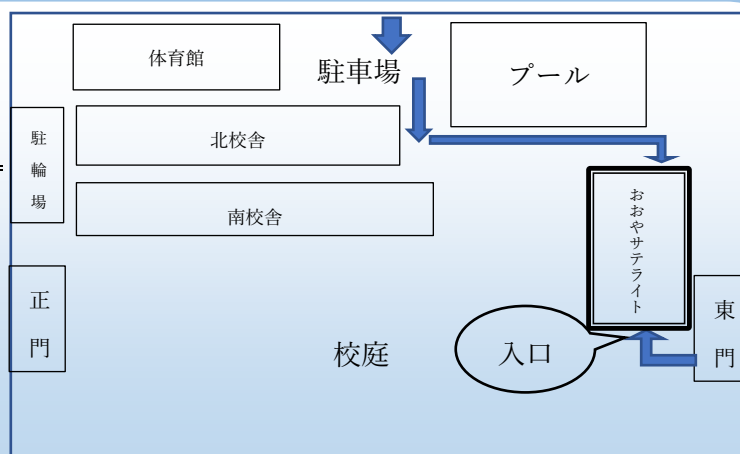 体育館
駐車場
プール
駐輪場
北校舎
南校舎
おおやサテライト
正門
東門
校庭
入口